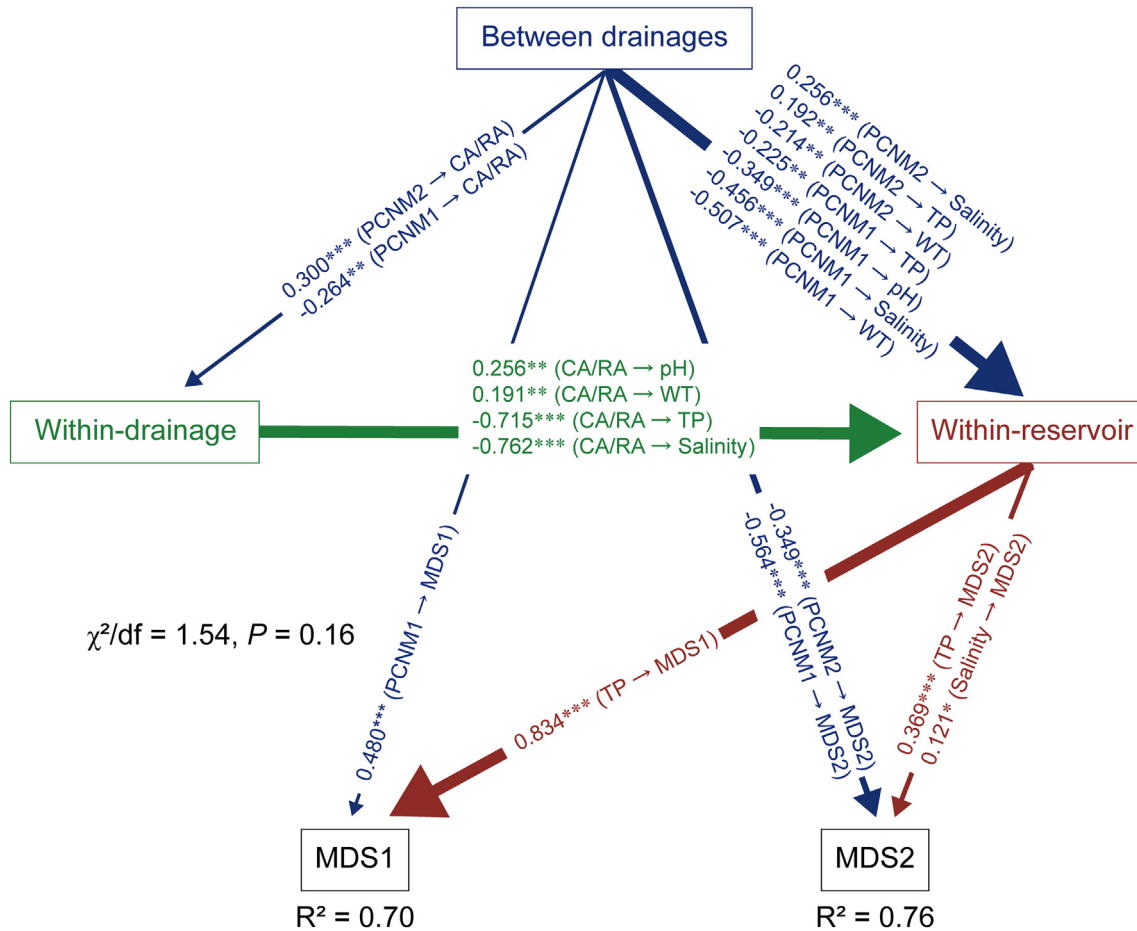 Between drainages
0.300*** (PCNM2 → CA/RA)
-0.264** (PCNM1 → CA/RA)
0.256*** (PCNM2 → Salinity)
0.192** (PCNM2 → TP)
-0.214** (PCNM2 → WT)
-0.225** (PCNM1 → TP)
-0.349*** (PCNM1 → pH)
-0.456*** (PCNM1 → Salinity)
-0.507*** (PCNM1 → WT)
Within-drainage
0.256** (CA/RA → pH)
0.191** (CA/RA → WT)
-0.715*** (CA/RA → TP)
-0.762*** (CA/RA → Salinity)
Within-reservoir
χ²/df = 1.54, P = 0.16
0.480*** (PCNM1 → MDS1)
0.834*** (TP → MDS1)
-0.349*** (PCNM2 → MDS2)
-0.564*** (PCNM1 → MDS2)
0.369*** (TP → MDS2)
0.121* (Salinity → MDS2)
MDS1
R² = 0.70
MDS2
R² = 0.76